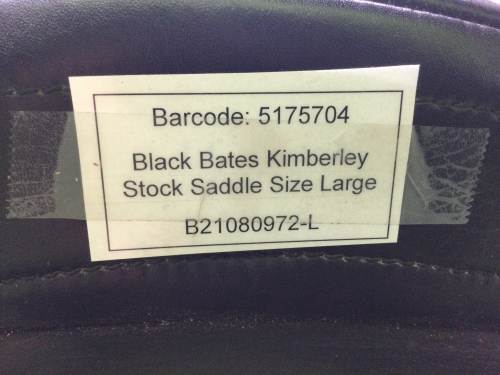 Barcode: 5175704
Black Bates Kimberley
Stock Saddle Size Large
B21080972-L